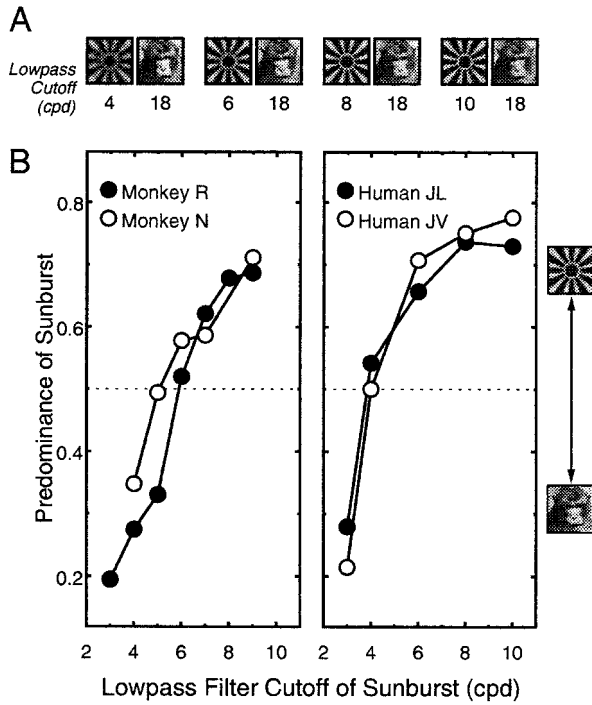 A
Lowpass
Cutoff
(cpd)
4 18 6 18 8 18 10 18
B
Monkey R
Monkey N
Human JL
Human JV
0.8
0.6
0.4
0.2
Predominance of Sunburst
2 4 6 8 10 2 4 6 8 10
Lowpass Filter Cutoff of Sunburst (cpd)